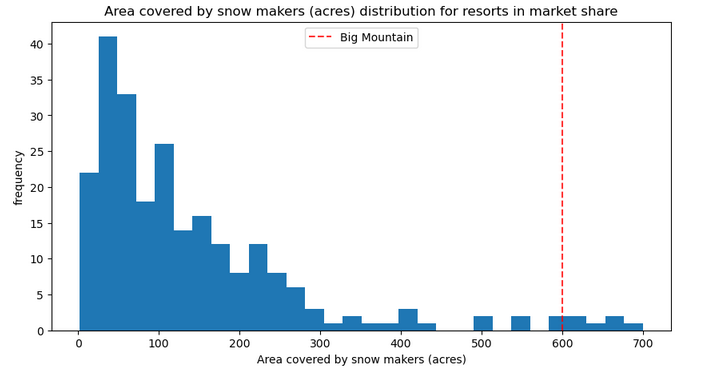 Area covered by snow makers (acres) distribution for resorts in market share
Big Mountain
frequency
40
35
30
25
20
15
10
5
0
0 100 200 300 400 500 600 700
Area covered by snow makers (acres)